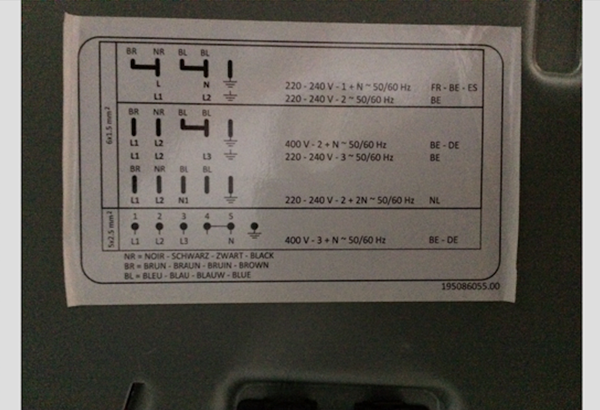 BR NR BL BL
L N 220 - 240 V - 1 + N ~ 50/60 Hz FR - BE - ES
L1 L2 220 - 240 V - 2 ~ 50/60 Hz BE
6x1.5 mm²
BR NR BL BL
L1 L2 400 V - 2 + N ~ 50/60 Hz BE - DE
L1 L2 L3 220 - 240 V - 3 ~ 50/60 Hz BE
BR NR BL BL
L1 L2 N1 220 - 240 V - 2 + 2N ~ 50/60 Hz NL
5x2.5 mm²
1 2 3 4 5
L1 L2 L3 N 400 V - 3 + N ~ 50/60 Hz BE - DE
NR = NOIR - SCHWARZ - ZWART - BLACK
BR = BRUN - BRAUN - BRUIN - BROWN
BL = BLEU - BLAU - BLAUW - BLUE
195086055.00